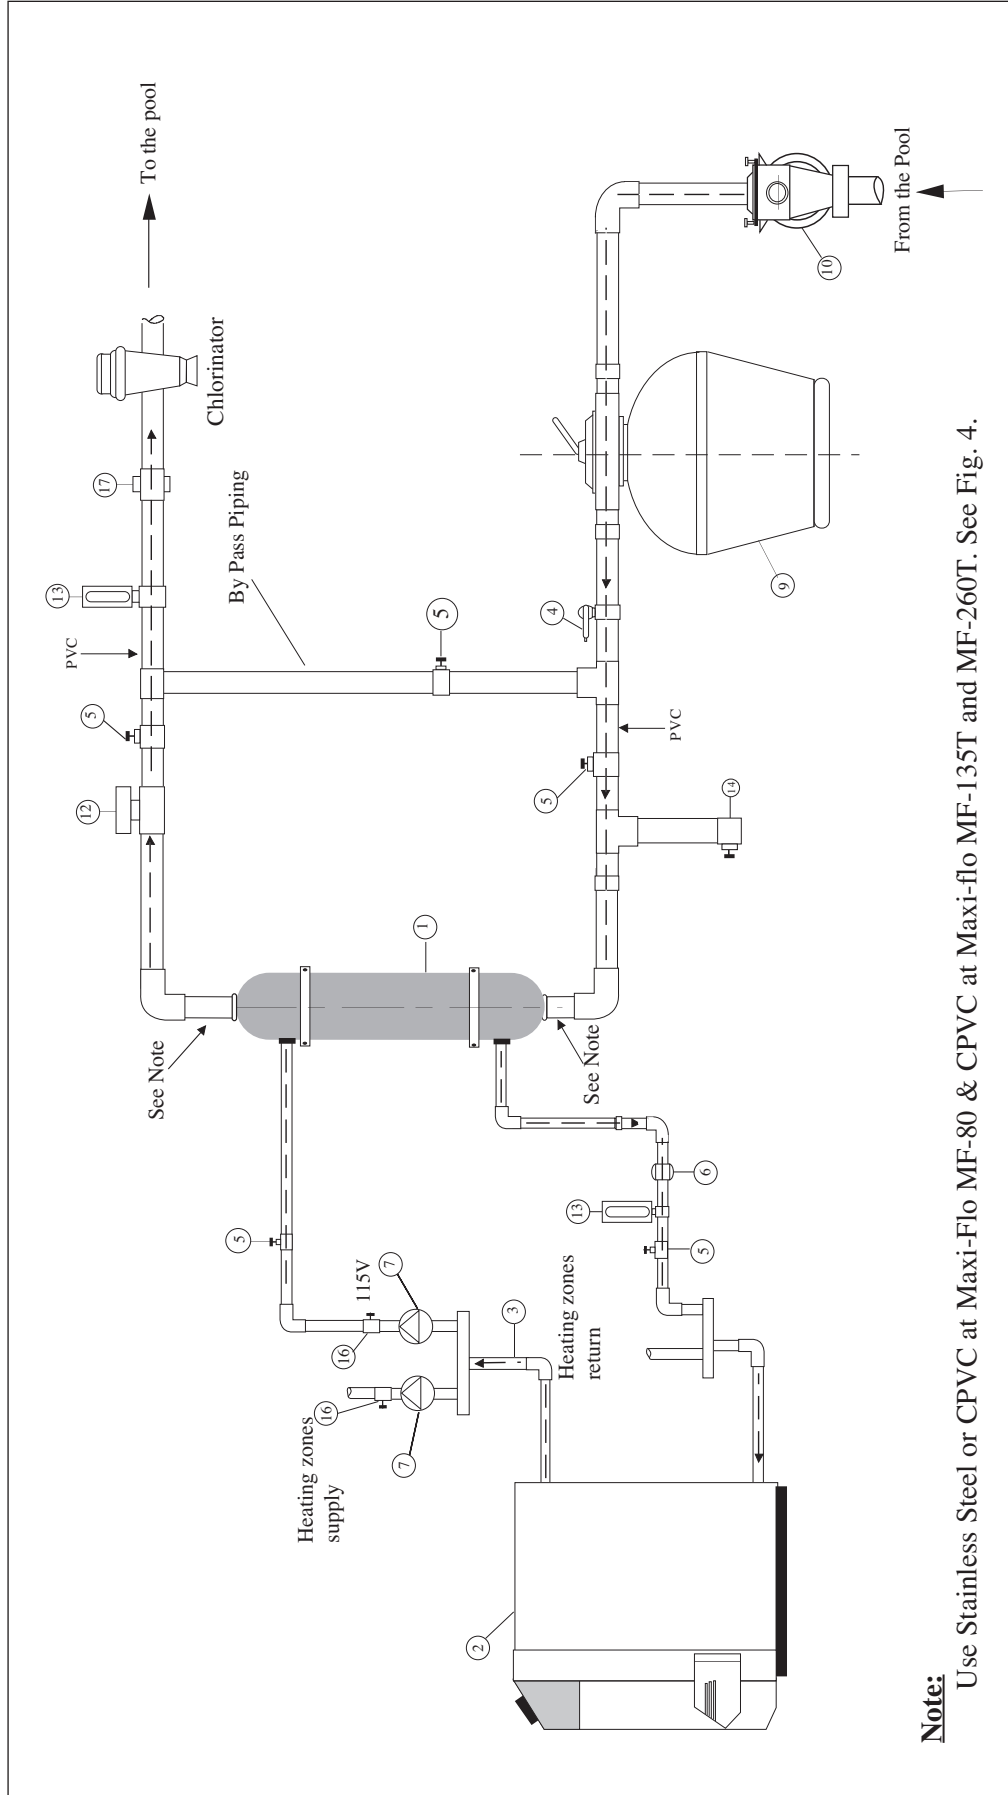 To the pool
Chlorinator
17
13
PVC
5
12
By Pass Piping
5
From the Pool
10
9
4
PVC
5
14
1
See Note
See Note
5
115V
7
16
16
7
3
Heating zones
supply
Heating zones
return
13
6
5
2
Note:
Use Stainless Steel or CPVC at Maxi-Flo MF-80 & CPVC at Maxi-flo MF-135T and MF-260T. See Fig. 4.